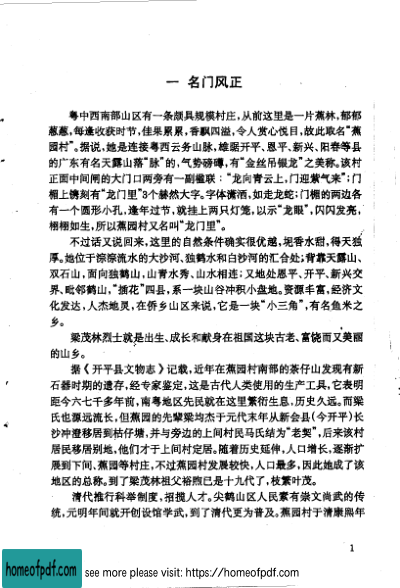 一 名门风正
粤中西南部山区有一条颇具规模村庄，从前这里是一片蕉林，郁郁
葱葱，每逢收获时节，佳果累累，香飘四溢，令人赏心悦目，故此取名“蕉
园村”。据说，她是连接粤西云务山脉，雄踞开平、恩平、新兴、阳春等县
的广东有名天露山落“脉”的，气势磅礴，有“金丝吊银龙”之美称。该村
正面中间闸的大门口两旁有一副楹联：“龙向青云上，门迎紫气来”；门
楣上镌刻有“龙门里”3个赫然大字。字体潇洒，如走龙蛇；门楣的两边各
有一个圆形小孔，逢年过节，就挂上两只灯笼，以示“龙眼”，闪闪发亮，
栩栩如生，所以蕉园村又名叫“龙门里”。
不过话又说回来，这里的自然条件确实很优越，坭香水甜，得天独
厚。她位于淙淙流水的大沙河、独鹤水和白沙河的汇合处；背靠天露山、
双石山，面向独鹤山，山青水秀、山水相连；又地处恩平、开平、新兴交
界、毗邻鹤山，“插花”四县，系一块山谷冲积小盘地。资源丰富，经济文
化发达，人杰地灵，在侨乡山区来说，它是一块“小三角”，有名鱼米之
乡。
梁茂林烈士就是出生、成长和献身在祖国这块古老、富饶而又美丽
的山乡。
据《开平县文物志》记载，近年在蕉园村南部的茶仔山发现有新
石器时期的遗存，经专家鉴定，这是古代人类使用的生产工具，它表明
距今六七千多年前，南粤地区先民就在这里繁衍生息，历史久远。而梁
氏也源远流长，但蕉园的先辈梁均杰于元代末年从新会县（今开平）长
沙冲澄移居到枯仔塘，并与旁边的上间村民马氏结为“老契”，后来该村
居民移居别地，他们才于上间村定居。随着历史延伸，人口增长，逐渐扩
展到下间、蕉园等村庄，不过蕉园村发展较快，人口最多，因此她成了该
地区的总称。到了梁茂林祖父裕煦已是十九代了，枝繁叶茂。
清代推行科举制度，招揽人才。尖鹤山区人民素有崇文尚武的传
统，元明年间就开创设馆学武，到了清代更为普及。蕉园村于清康熙年
1
homeofpdf.com
see more please visit: https://homeofpdf.com